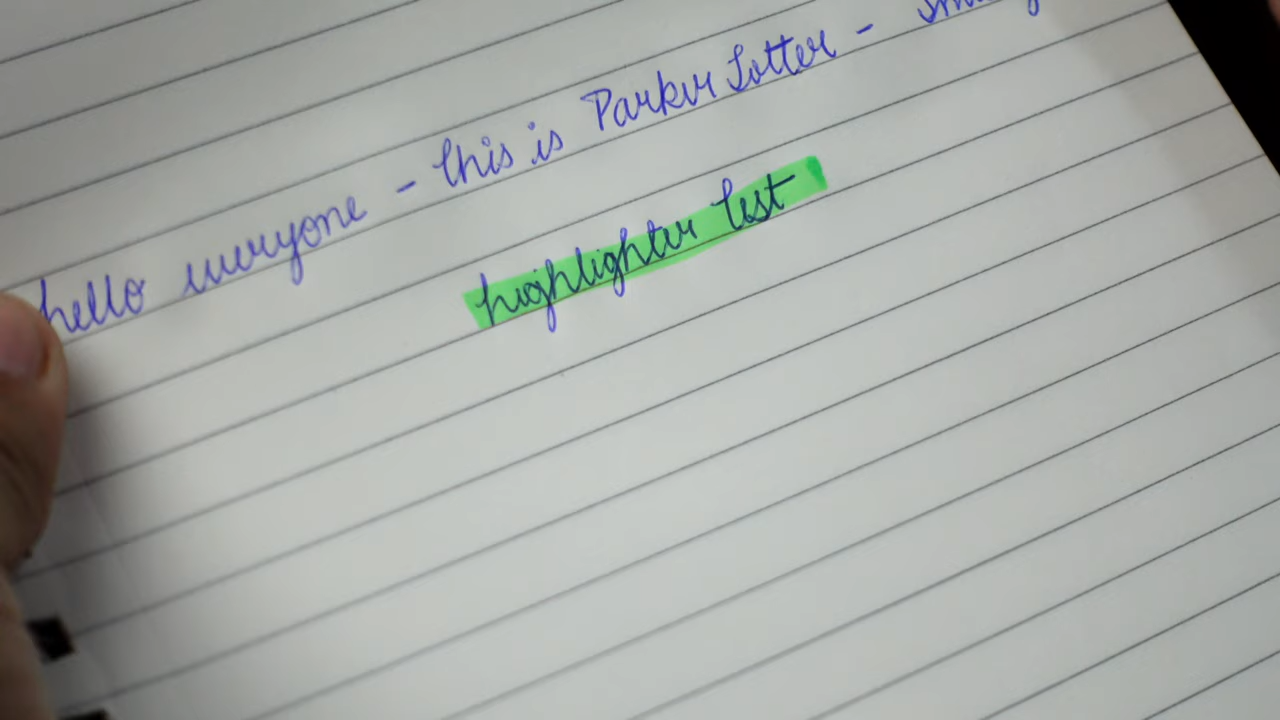 hello everyone - this is Parker Jotter -
highlighter test